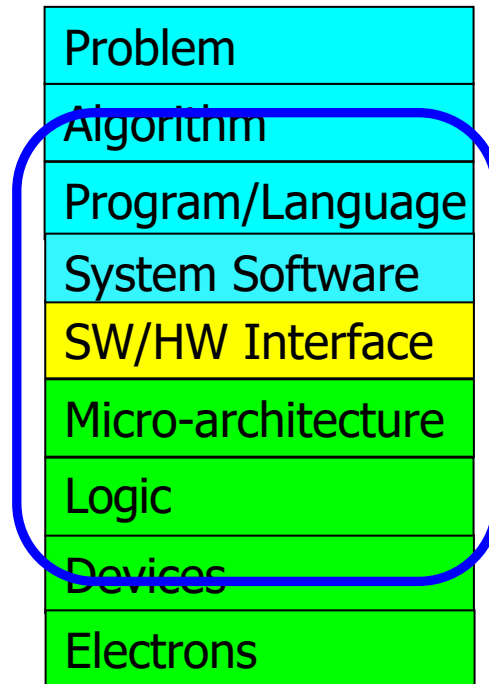 Problem
Algorithm
Program/Language
System Software
SW/HW Interface
Micro-architecture
Logic
Devices
Electrons